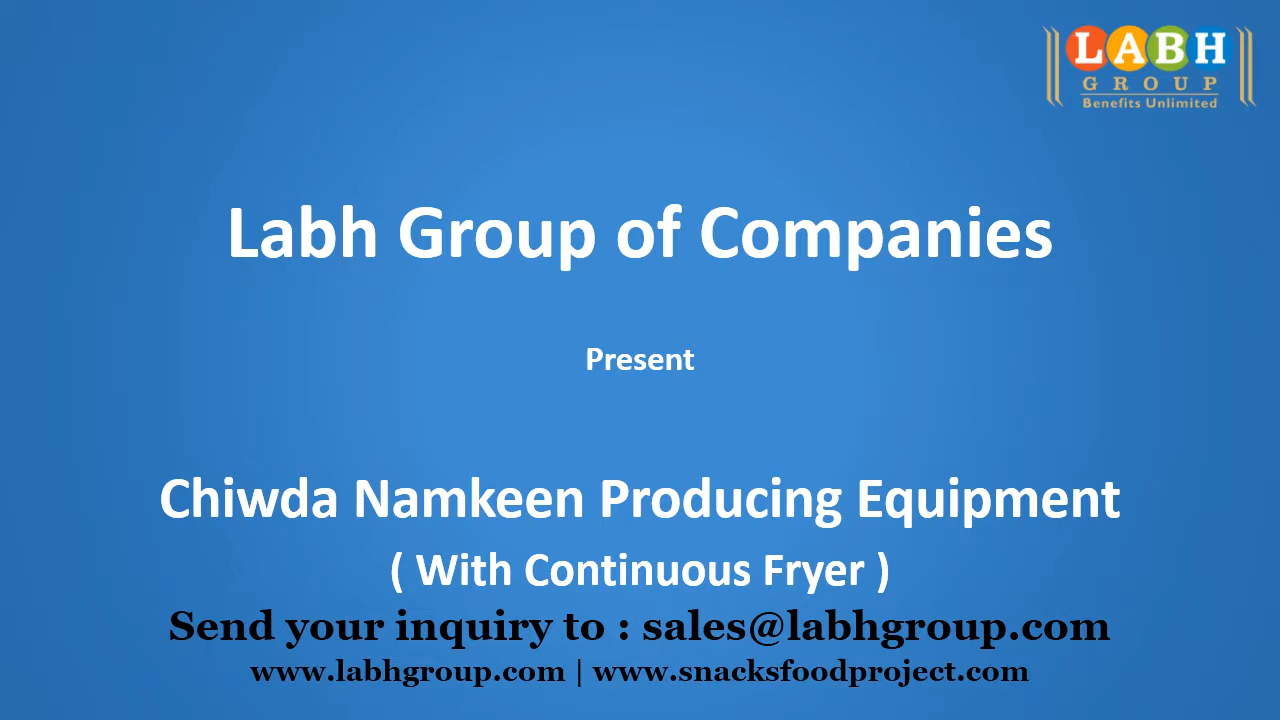 LABH
GROUP
Benefits Unlimited
Labh Group of Companies
Present
Chiwda Namkeen Producing Equipment
( With Continuous Fryer )
Send your inquiry to : sales@labhgroup.com
www.labhgroup.com | www.snacksfoodproject.com